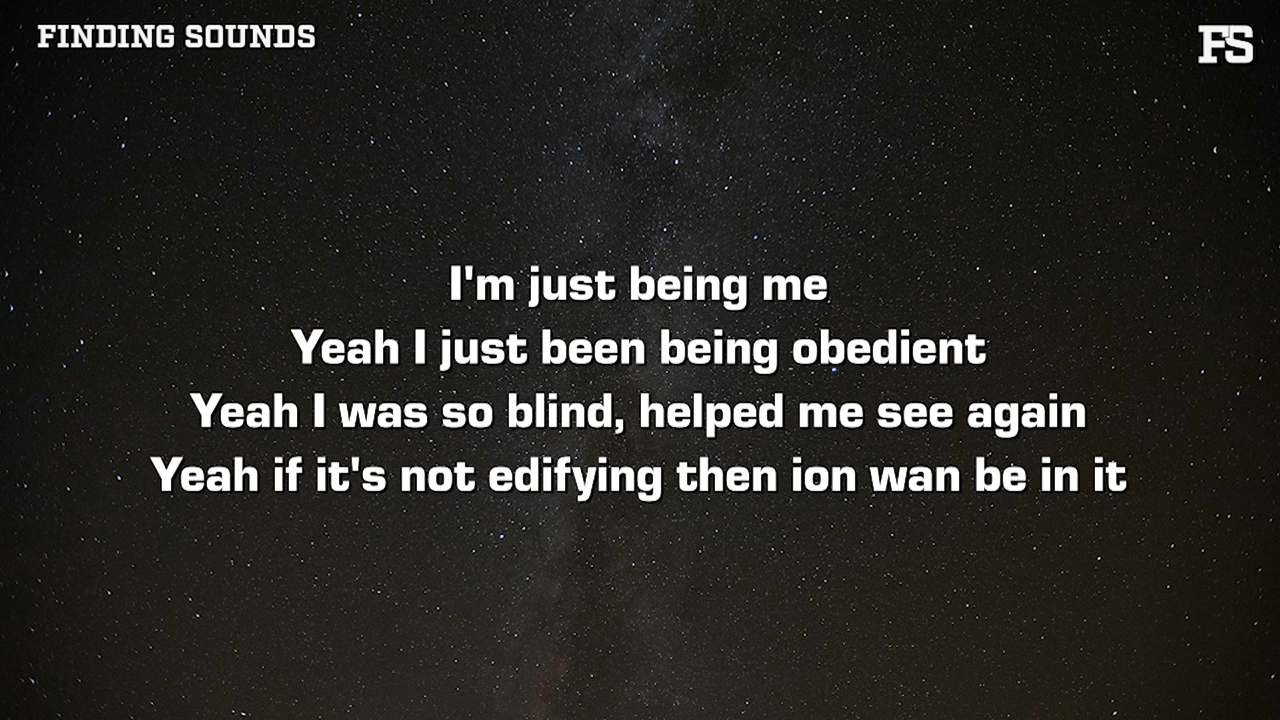 FINDING SOUNDS
FS
I'm just being me
Yeah I just been being obedient
Yeah I was so blind, helped me see again
Yeah if it's not edifying then ion wan be in it